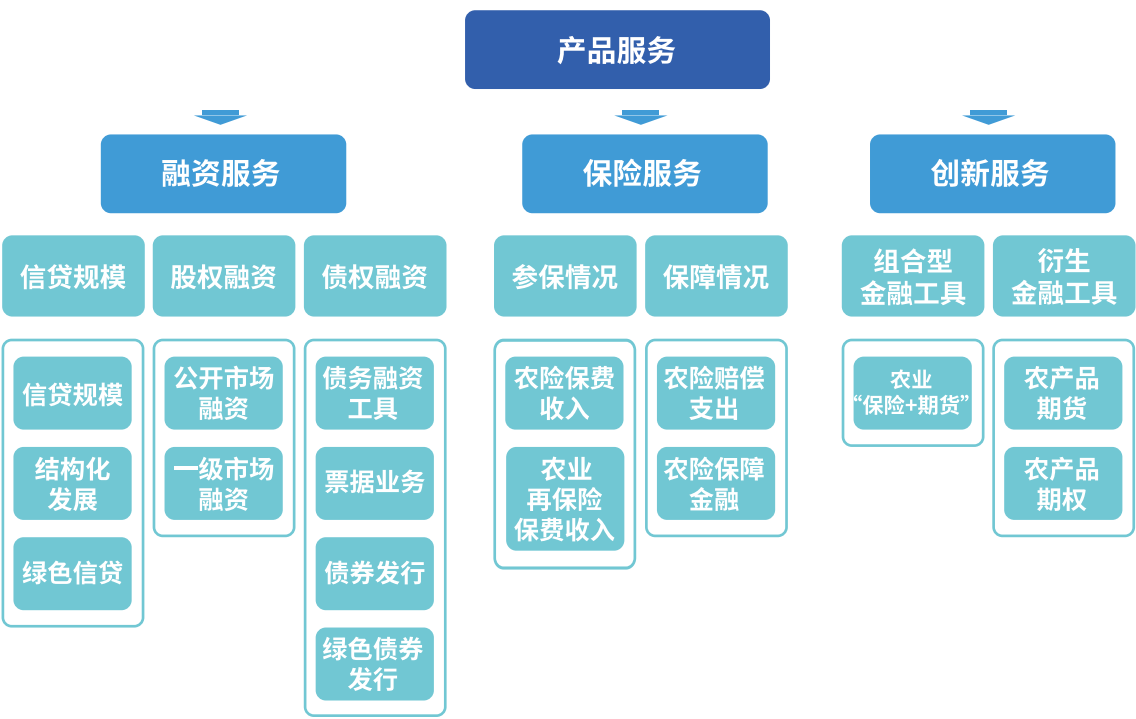 产品服务
融资服务
保险服务
创新服务
信贷规模
股权融资
债权融资
参保情况
保障情况
组合型
金融工具
衍生
金融工具
信贷规模
结构化
发展
绿色信贷
公开市场
融资
一级市场
融资
债务融资
工具
票据业务
债券发行
绿色债券
发行
农险保费
收入
农业
再保险
保费收入
农险赔偿
支出
农险保障
金融
农业
“保险+期货”
农产品
期货
农产品
期权